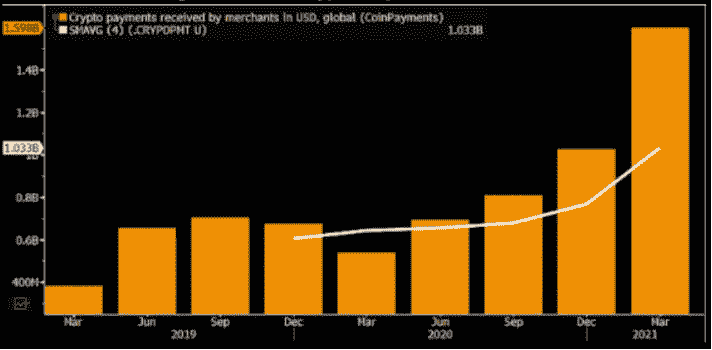 Crypto payments received by merchants in USD, global (CoinPayments)
SMAVG (4) (.CRYPDPMT U) 1.033B
1.598B
1.4B
1.2B
1.033B
0.8B
0.6B
400M
Mar Jun Sep Dec Mar Jun Sep Dec Mar
2019 2020 2021